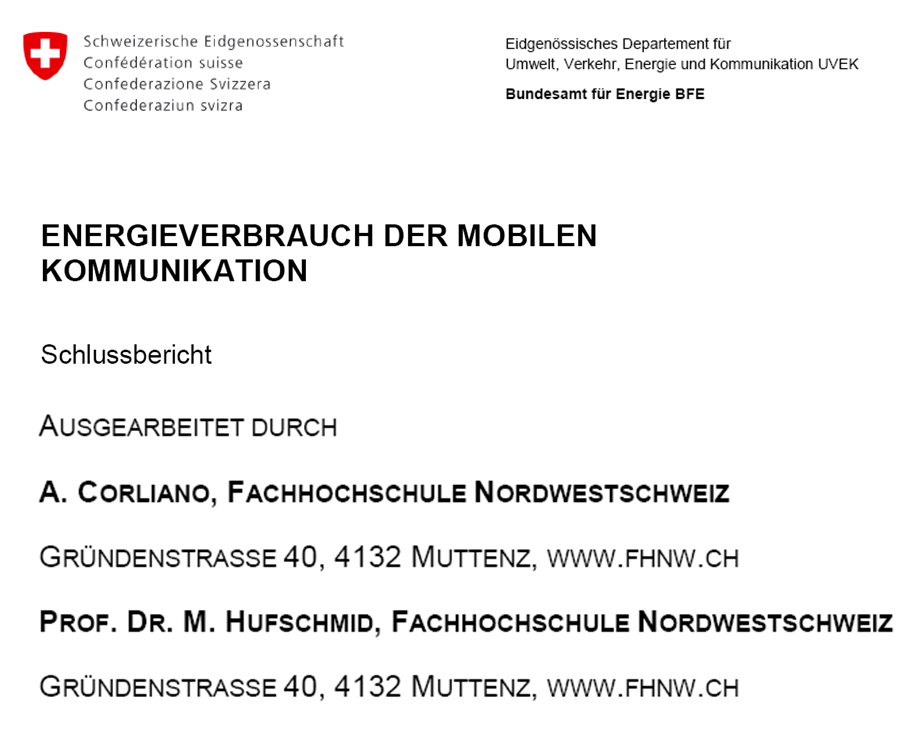 Schweizerische Eidgenossenschaft
Confédération suisse
Confederazione Svizzera
Confederaziun svizra
Eidgenössisches Departement für
Umwelt, Verkehr, Energie und Kommunikation UVEK
Bundesamt für Energie BFE
ENERGIEVERBRAUCH DER MOBILEN
KOMMUNIKATION
Schlussbericht
AUSGEARBEITET DURCH
A. CORLIANO, FACHHOCHSCHULE NORDWESTSCHWEIZ
GRÜNDENSTRASSE 40, 4132 MUTTENZ, WWW.FHNW.CH
PROF. DR. M. HUFSCHMID, FACHHOCHSCHULE NORDWESTSCHWEIZ
GRÜNDENSTRASSE 40, 4132 MUTTENZ, WWW.FHNW.CH